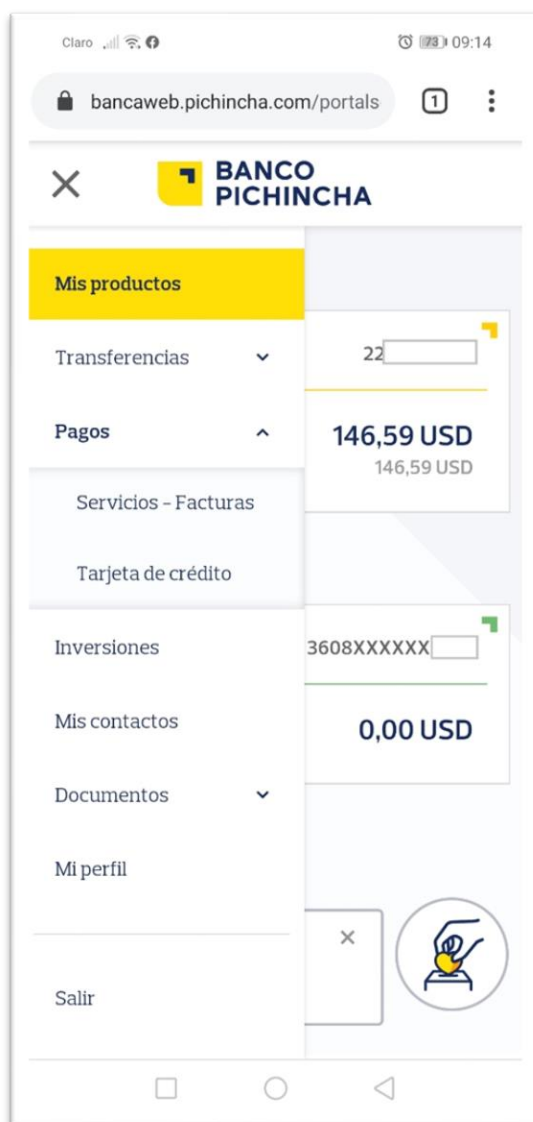 Claro
73 09:14
bancaweb.pichincha.com/portals
1
BANCO
PICHINCHA
Mis productos
22
Transferencias
Pagos
146,59 USD
146,59 USD
Servicios - Facturas
Tarjeta de crédito
Inversiones
3608XXXXXX
Mis contactos
0,00 USD
Documentos
Mi perfil
Salir